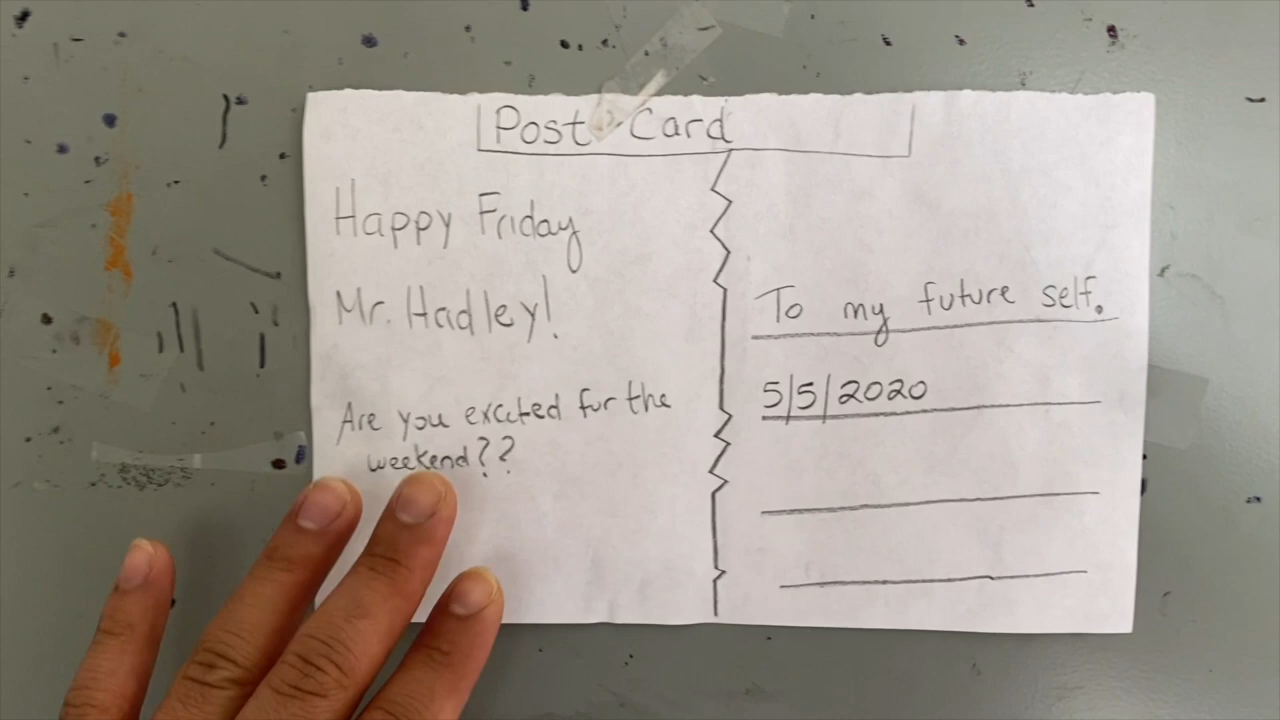 Post Card
Happy Friday
Mr. Hadley!
Are you excited for the
weekend??
To my future self.
5/5/2020